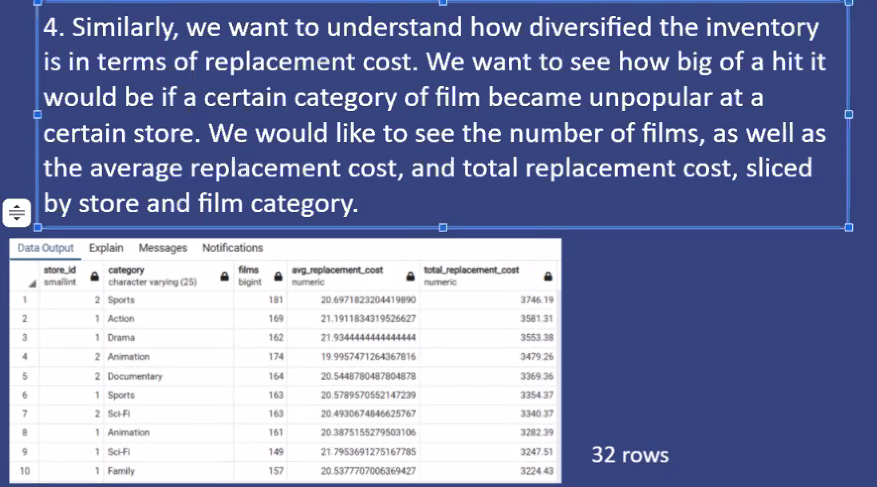 4. Similarly, we want to understand how diversified the inventory
is in terms of replacement cost. We want to see how big of a hit it
would be if a certain category of film became unpopular at a
certain store. We would like to see the number of films, as well as
the average replacement cost, and total replacement cost, sliced
by store and film category.
Data Output Explain Messages Notifications
store_id category films avg_replacement_cost total_replacement_cost
smallint character varying (25) bigint numeric numeric
1 2 Sports 181 20.6971823204419890 3746.19
2 1 Action 169 21.1911834319526627 3581.31
3 1 Drama 162 21.9344444444444444 3553.38
4 2 Animation 174 19.9957471264367816 3479.26
5 2 Documentary 164 20.5448780487804878 3369.36
6 1 Sports 163 20.5789570552147239 3354.37
7 2 Sci-Fi 163 20.4930674846625767 3340.37
8 1 Animation 161 20.3875155279503106 3282.39
9 1 Sci-Fi 149 21.7953691275167785 3247.51
10 1 Family 157 20.5377707006369427 3224.43
32 rows